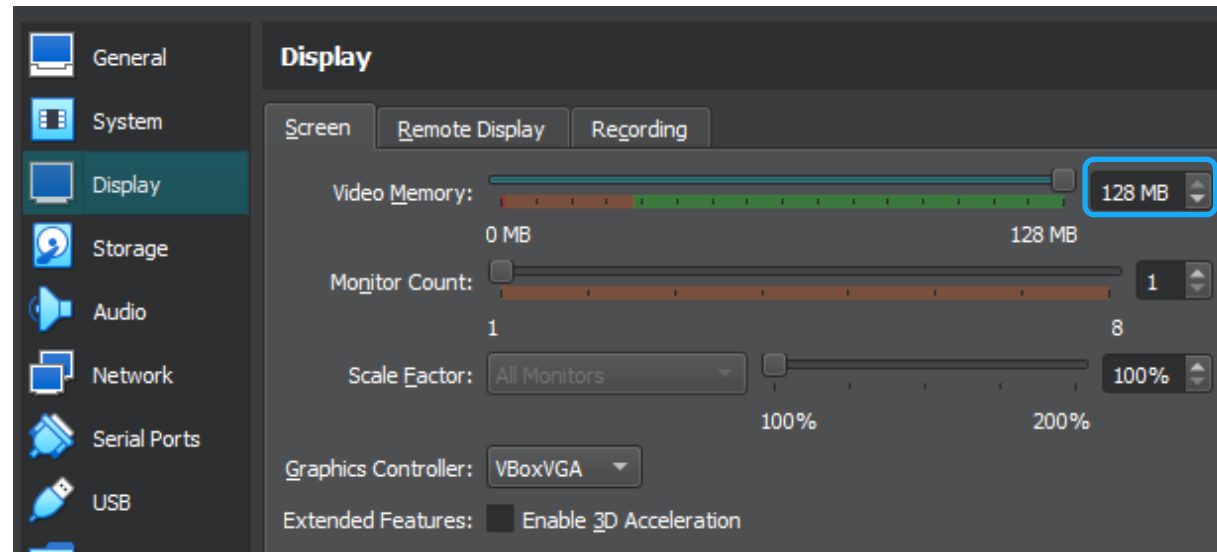 General
System
Display
Storage
Audio
Network
Serial Ports
USB
Display
Screen Remote Display Recording
Video Memory: 128 MB
0 MB 128 MB
Monitor Count: 1
1 8
Scale Factor: All Monitors 100%
100% 200%
Graphics Controller: VBoxVGA
Extended Features: Enable 3D Acceleration